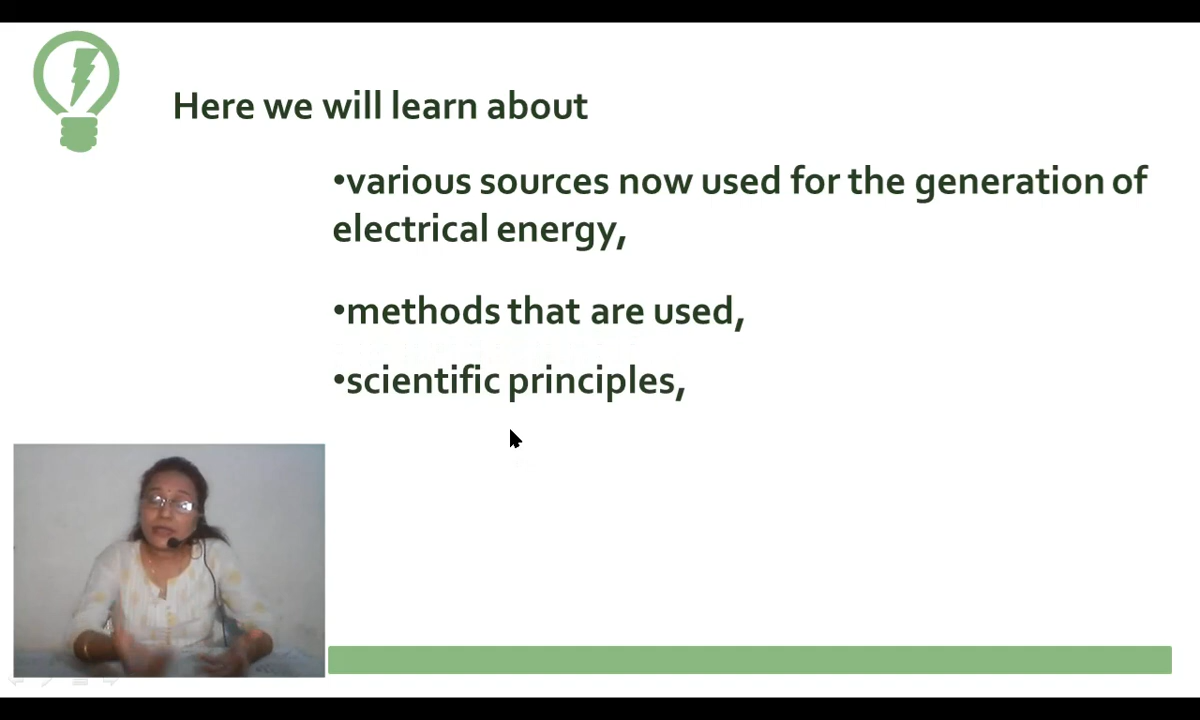 Here we will learn about
•various sources now used for the generation of
electrical energy,
•methods that are used,
•scientific principles,